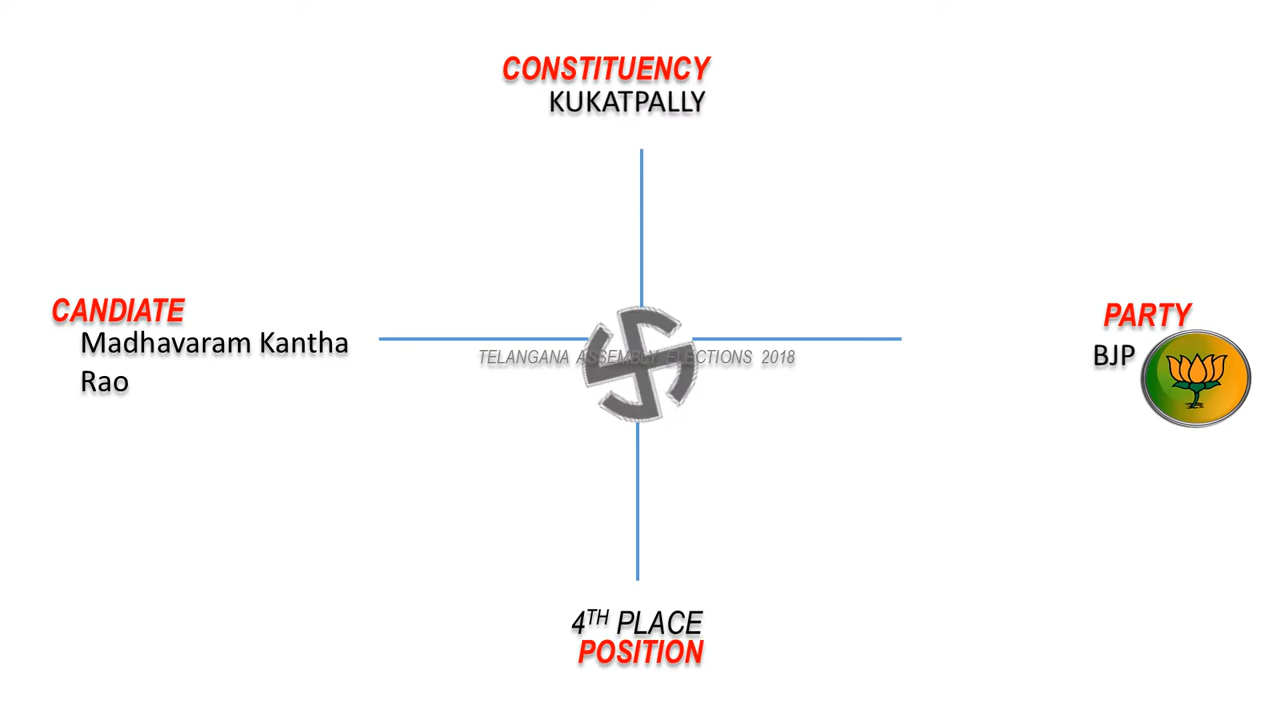 CONSTITUENCY
KUKATPALLY
CANDIATE
Madhavaram Kantha
Rao
TELANGANA ASSEMBLY ELECTIONS 2018
PARTY
BJP
4TH PLACE
POSITION